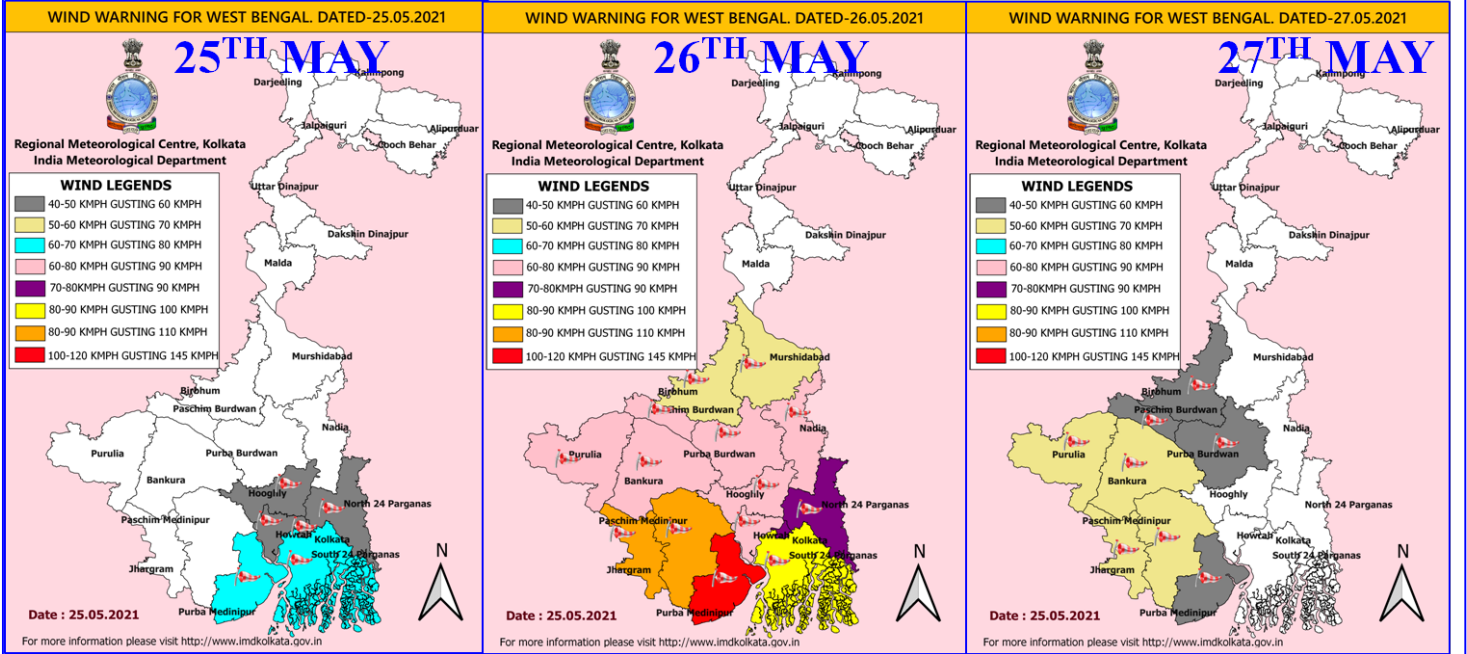 WIND WARNING FOR WEST BENGAL. DATED-25.05.2021
25TH MAY
Kalimpong
Darjeeling
Jalpaiguri
Alipurduar
Cooch Behar
Regional Meteorological Centre, Kolkata
India Meteorological Department
WIND LEGENDS
40-50 KMPH GUSTING 60 KMPH
50-60 KMPH GUSTING 70 KMPH
60-70 KMPH GUSTING 80 KMPH
60-80 KMPH GUSTING 90 KMPH
70-80KMPH GUSTING 90 KMPH
80-90 KMPH GUSTING 100 KMPH
80-90 KMPH GUSTING 110 KMPH
100-120 KMPH GUSTING 145 KMPH
Uttar Dinajpur
Dakshin Dinajpur
Malda
Murshidabad
Birbhum
Paschim Burdwan
Nadia
Purulia
Purba Burdwan
Bankura
Hooghly
North 24 Parganas
Paschim Medinipur
Howrah
Kolkata
South 24 Parganas
Jhargram
N
Purba Medinipur
Date : 25.05.2021
For more information please visit http://www.imdkolkata.gov.in
WIND WARNING FOR WEST BENGAL. DATED-26.05.2021
26TH MAY
Kalimpong
Darjeeling
Jalpaiguri
Alipurduar
Cooch Behar
Regional Meteorological Centre, Kolkata
India Meteorological Department
WIND LEGENDS
40-50 KMPH GUSTING 60 KMPH
50-60 KMPH GUSTING 70 KMPH
60-70 KMPH GUSTING 80 KMPH
60-80 KMPH GUSTING 90 KMPH
70-80KMPH GUSTING 90 KMPH
80-90 KMPH GUSTING 100 KMPH
80-90 KMPH GUSTING 110 KMPH
100-120 KMPH GUSTING 145 KMPH
Uttar Dinajpur
Dakshin Dinajpur
Malda
Murshidabad
Birbhum
Burdwan
Nadia
Purulia
Purba Burdwan
Bankura
Hooghly
North 24 Parganas
Paschim Medinipur
Howrah
Kolkata
South 24 Parganas
Jhargram
N
Purba Medinipur
Date : 25.05.2021
For more information please visit http://www.imdkolkata.gov.in
WIND WARNING FOR WEST BENGAL. DATED-27.05.2021
27TH MAY
Kalimpong
Darjeeling
Jalpaiguri
Alipurduar
Cooch Behar
Regional Meteorological Centre, Kolkata
India Meteorological Department
WIND LEGENDS
40-50 KMPH GUSTING 60 KMPH
50-60 KMPH GUSTING 70 KMPH
60-70 KMPH GUSTING 80 KMPH
60-80 KMPH GUSTING 90 KMPH
70-80KMPH GUSTING 90 KMPH
80-90 KMPH GUSTING 100 KMPH
80-90 KMPH GUSTING 110 KMPH
100-120 KMPH GUSTING 145 KMPH
Uttar Dinajpur
Dakshin Dinajpur
Malda
Murshidabad
Birbhum
Paschim Burdwan
Nadia
Purulia
Purba Burdwan
Bankura
Hooghly
North 24 Parganas
Paschim Medinipur
Howrah
Kolkata
South 24 Parganas
Jhargram
N
Purba Medinipur
Date : 25.05.2021
For more information please visit http://www.imdkolkata.gov.in